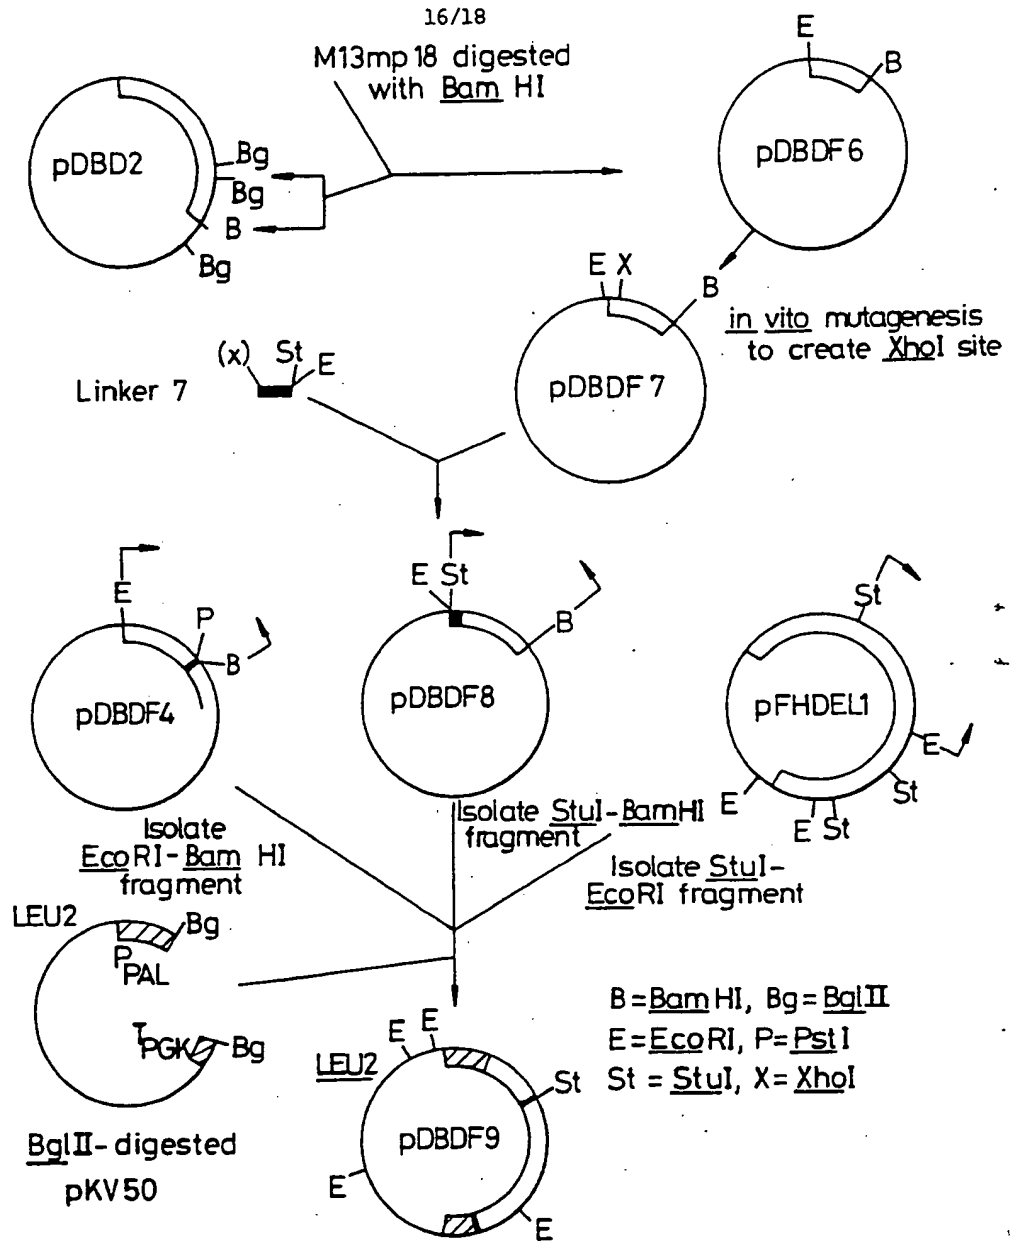 16/18
M13mp 18 digested
with Bam HI
pDBD2
Bg
Bg
B
Bg
E
B
pDBDF6
E X
B
pDBDF7
in vito mutagenesis
to create XhoI site
Linker 7
(x)
St
E
E
P
B
pDBDF4
E St
B
pDBDF8
St
E
St
E St
E
pFHDEL1
Isolate
EcoRI-Bam HI
fragment
Isolate StuI-BamHI
fragment
Isolate StuI-
EcoRI fragment
LEU2
Bg
PPAL
TPGK
Bg
BglII-digested
pKV50
E
E
LEU2
St
pDBDF9
E
E
B=Bam HI, Bg=BglII
E=EcoRI, P=PstI
St = StuI, X=XhoI